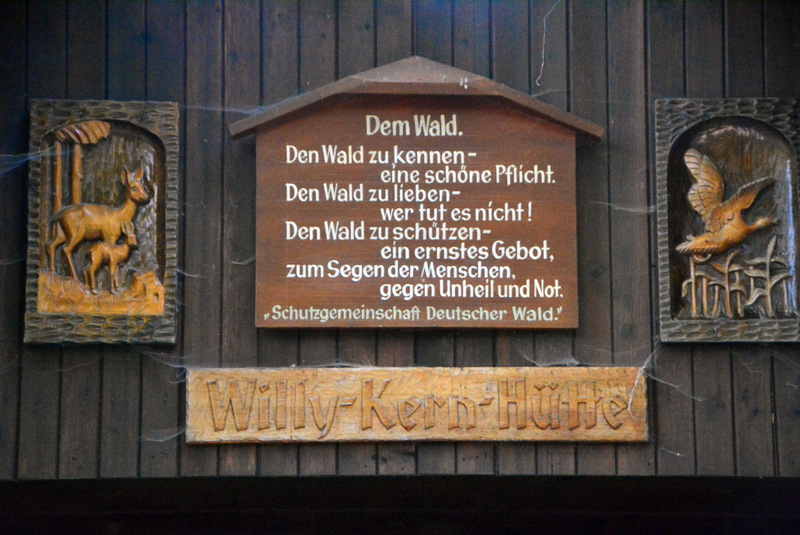 Dem Wald.
Den Wald zu kennen-
eine schöne Pflicht.
Den Wald zu lieben-
wer tut es nicht!
Den Wald zu schützen-
ein ernstes Gebot,
zum Segen der Menschen,
gegen Unheil und Not.
„Schutzgemeinschaft Deutscher Wald."
Willy-Kern-Hütte